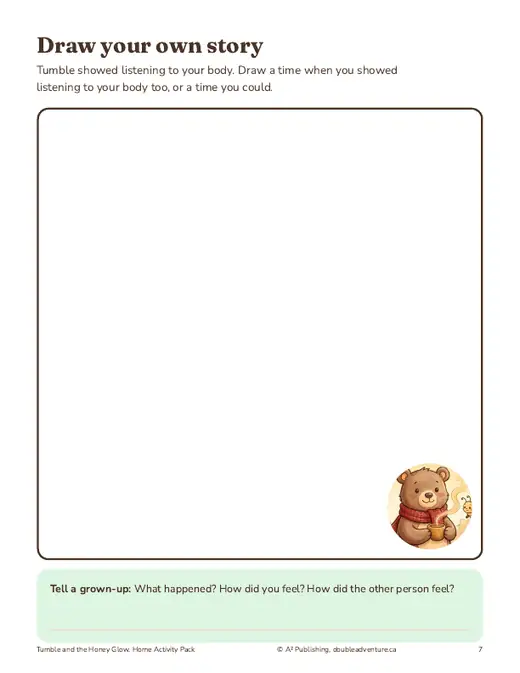 Draw your own story
Tumble showed listening to your body. Draw a time when you showed
listening to your body too, or a time you could.
Tell a grown-up: What happened? How did you feel? How did the other person feel?
Tumble and the Honey Glow. Home Activity Pack
© A² Publishing, doubleadventure.ca
7